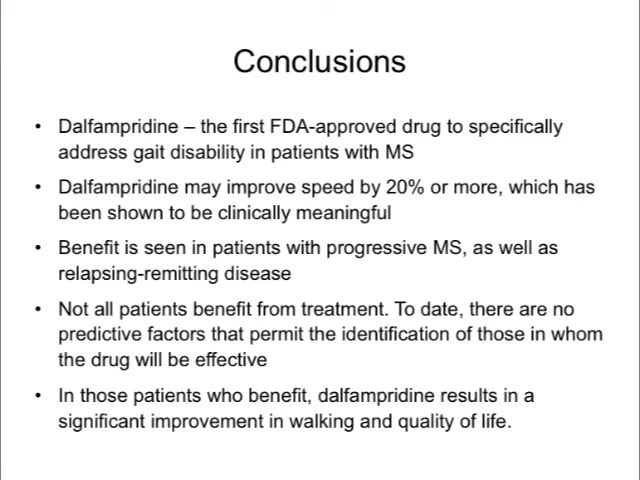 Conclusions
• Dalfampridine – the first FDA-approved drug to specifically
address gait disability in patients with MS
• Dalfampridine may improve speed by 20% or more, which has
been shown to be clinically meaningful
• Benefit is seen in patients with progressive MS, as well as
relapsing-remitting disease
• Not all patients benefit from treatment. To date, there are no
predictive factors that permit the identification of those in whom
the drug will be effective
• In those patients who benefit, dalfampridine results in a
significant improvement in walking and quality of life.